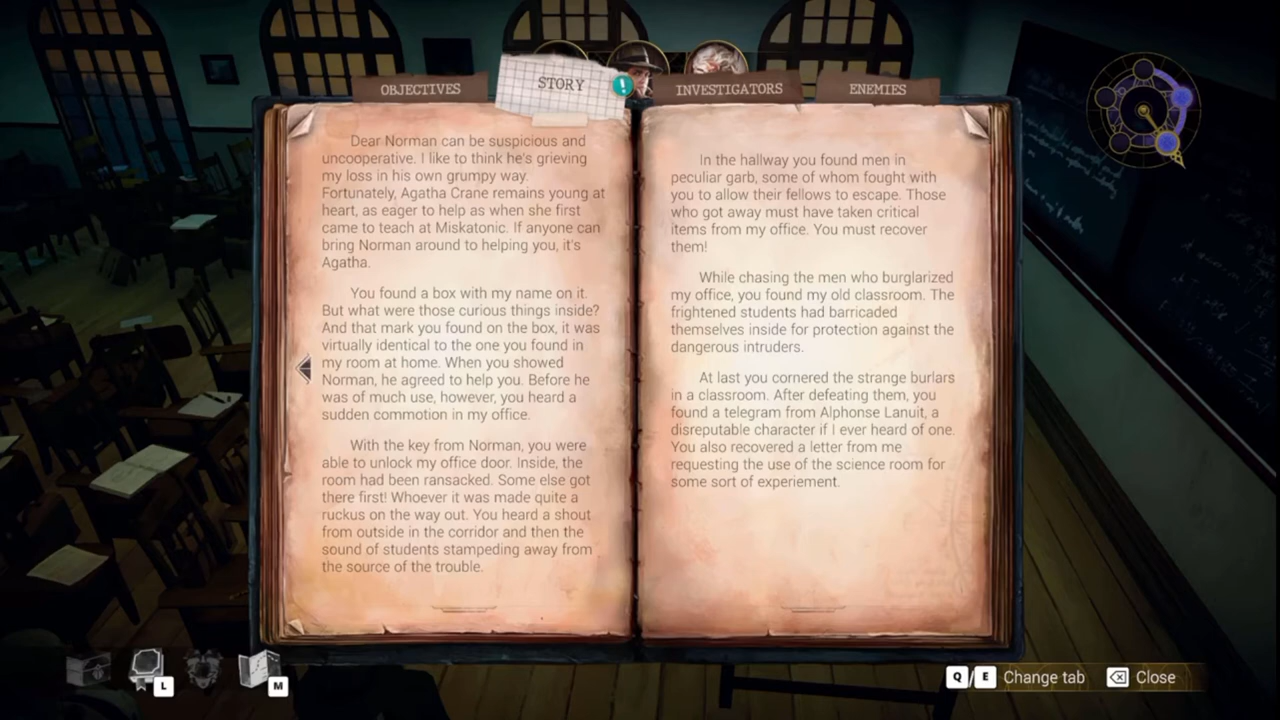 OBJECTIVES
STORY
!
INVESTIGATORS
ENEMIES
Dear Norman can be suspicious and
uncooperative. I like to think he's grieving
my loss in his own grumpy way.
Fortunately, Agatha Crane remains young at
heart, as eager to help as when she first
came to teach at Miskatonic. If anyone can
bring Norman around to helping you, it's
Agatha.
You found a box with my name on it.
But what were those curious things inside?
And that mark you found on the box, it was
virtually identical to the one you found in
my room at home. When you showed
Norman, he agreed to help you. Before he
was of much use, however, you heard a
sudden commotion in my office.
With the key from Norman, you were
able to unlock my office door. Inside, the
room had been ransacked. Some else got
there first! Whoever it was made quite a
ruckus on the way out. You heard a shout
from outside in the corridor and then the
sound of students stampeding away from
the source of the trouble.
In the hallway you found men in
peculiar garb, some of whom fought with
you to allow their fellows to escape. Those
who got away must have taken critical
items from my office. You must recover
them!
While chasing the men who burglarized
my office, you found my old classroom. The
frightened students had barricaded
themselves inside for protection against the
dangerous intruders.
At last you cornered the strange burlars
in a classroom. After defeating them, you
found a telegram from Alphonse Lanuit, a
disreputable character if I ever heard of one.
You also recovered a letter from me
requesting the use of the science room for
some sort of experiement.
L
M
Q / E Change tab
Close